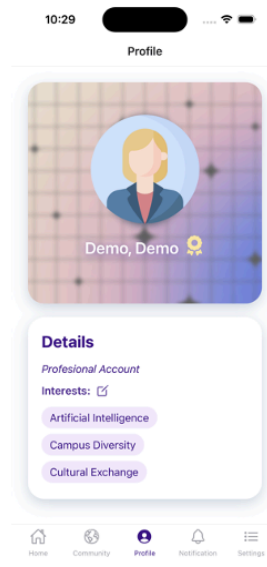 10:29
Profile
Demo, Demo
Details
Profesional Account
Interests:
Artificial Intelligence
Campus Diversity
Cultural Exchange
Home Community Profile Notification Settings